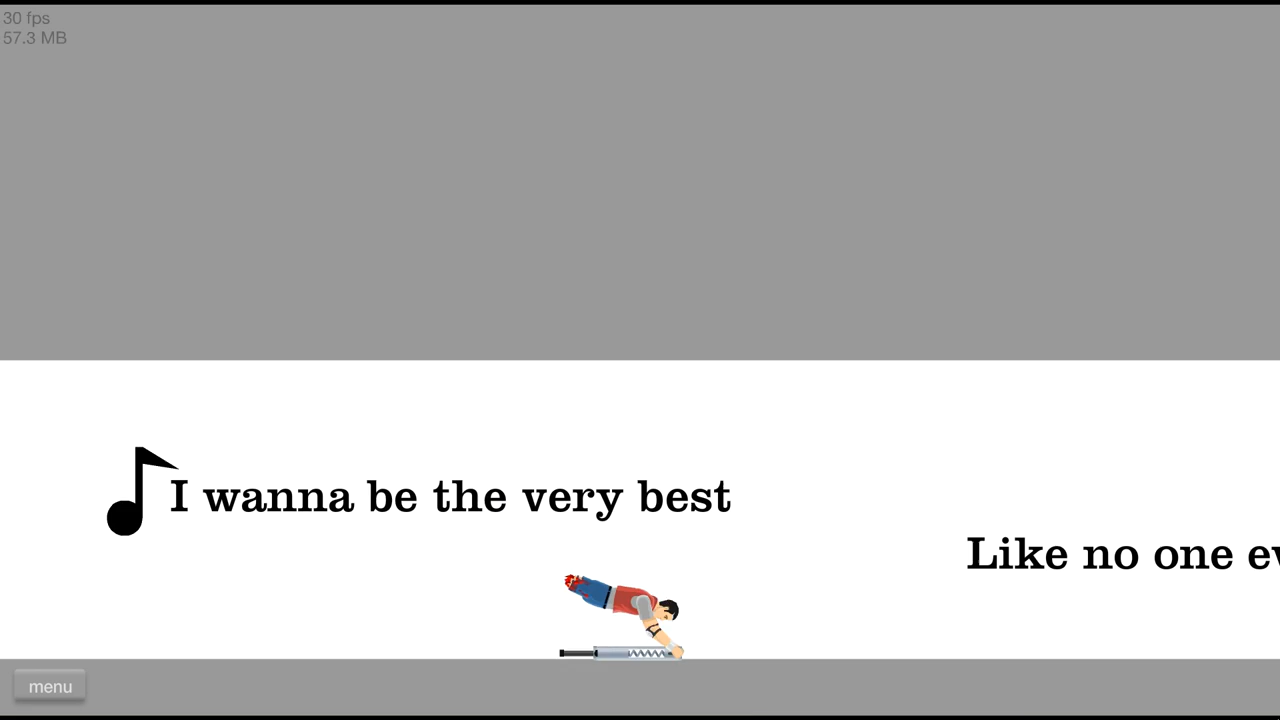 30 fps
57.3 MB
I wanna be the very best
Like no one
menu